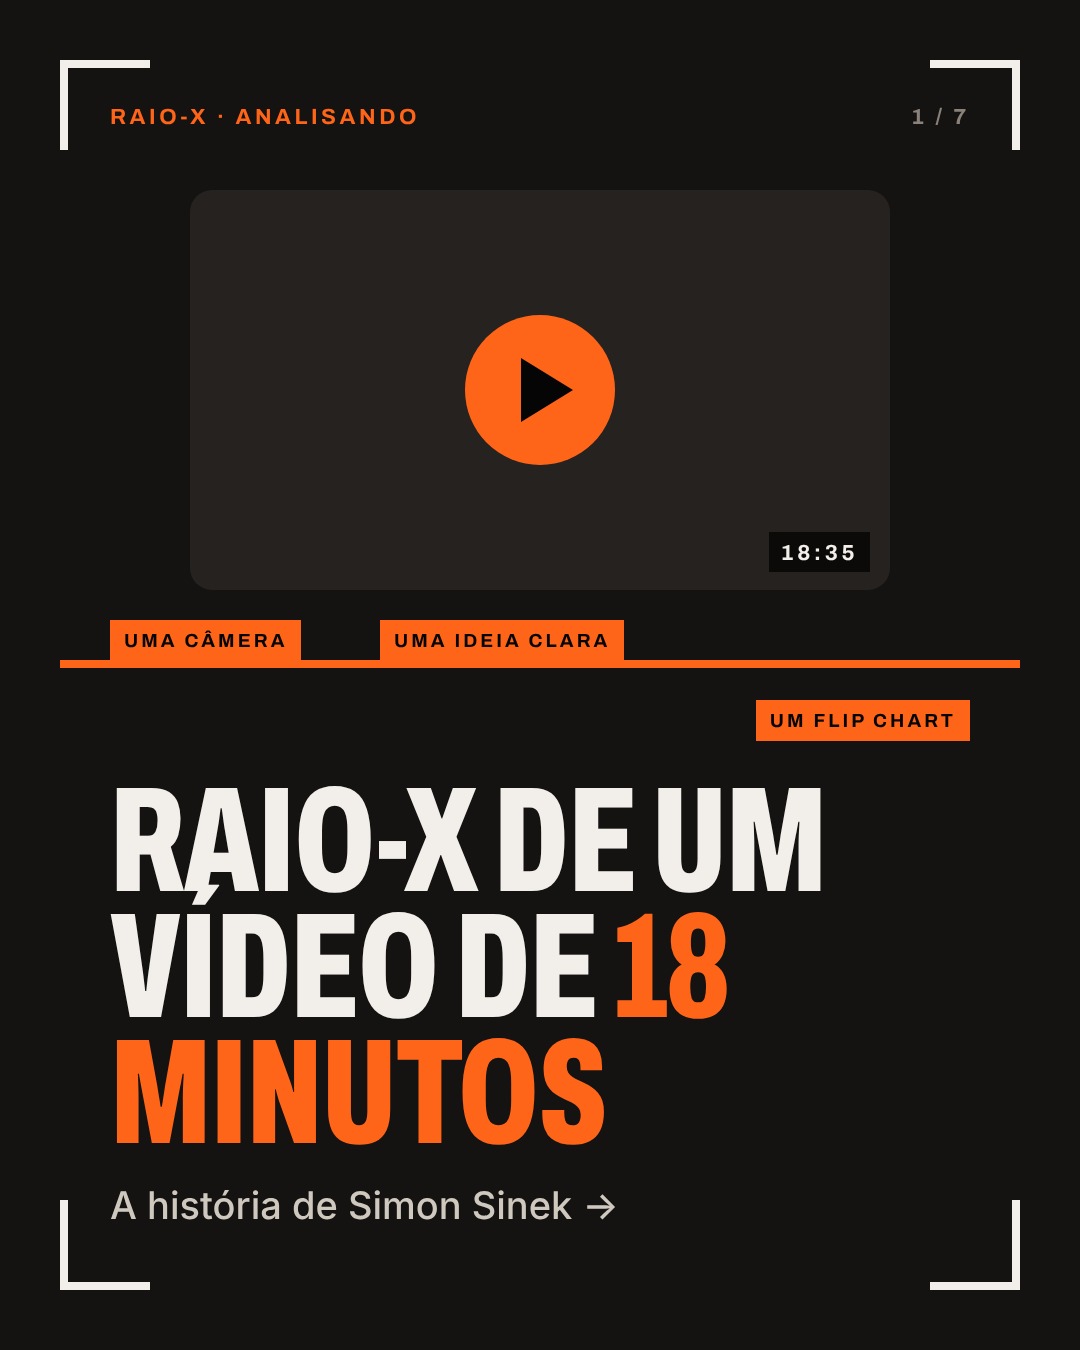 RAIO-X · ANALISANDO
1 / 7
18:35
UMA CÂMERA
UMA IDEIA CLARA
UM FLIP CHART
RAIO-X DE UM
VÍDEO DE 18
MINUTOS
A história de Simon Sinek →